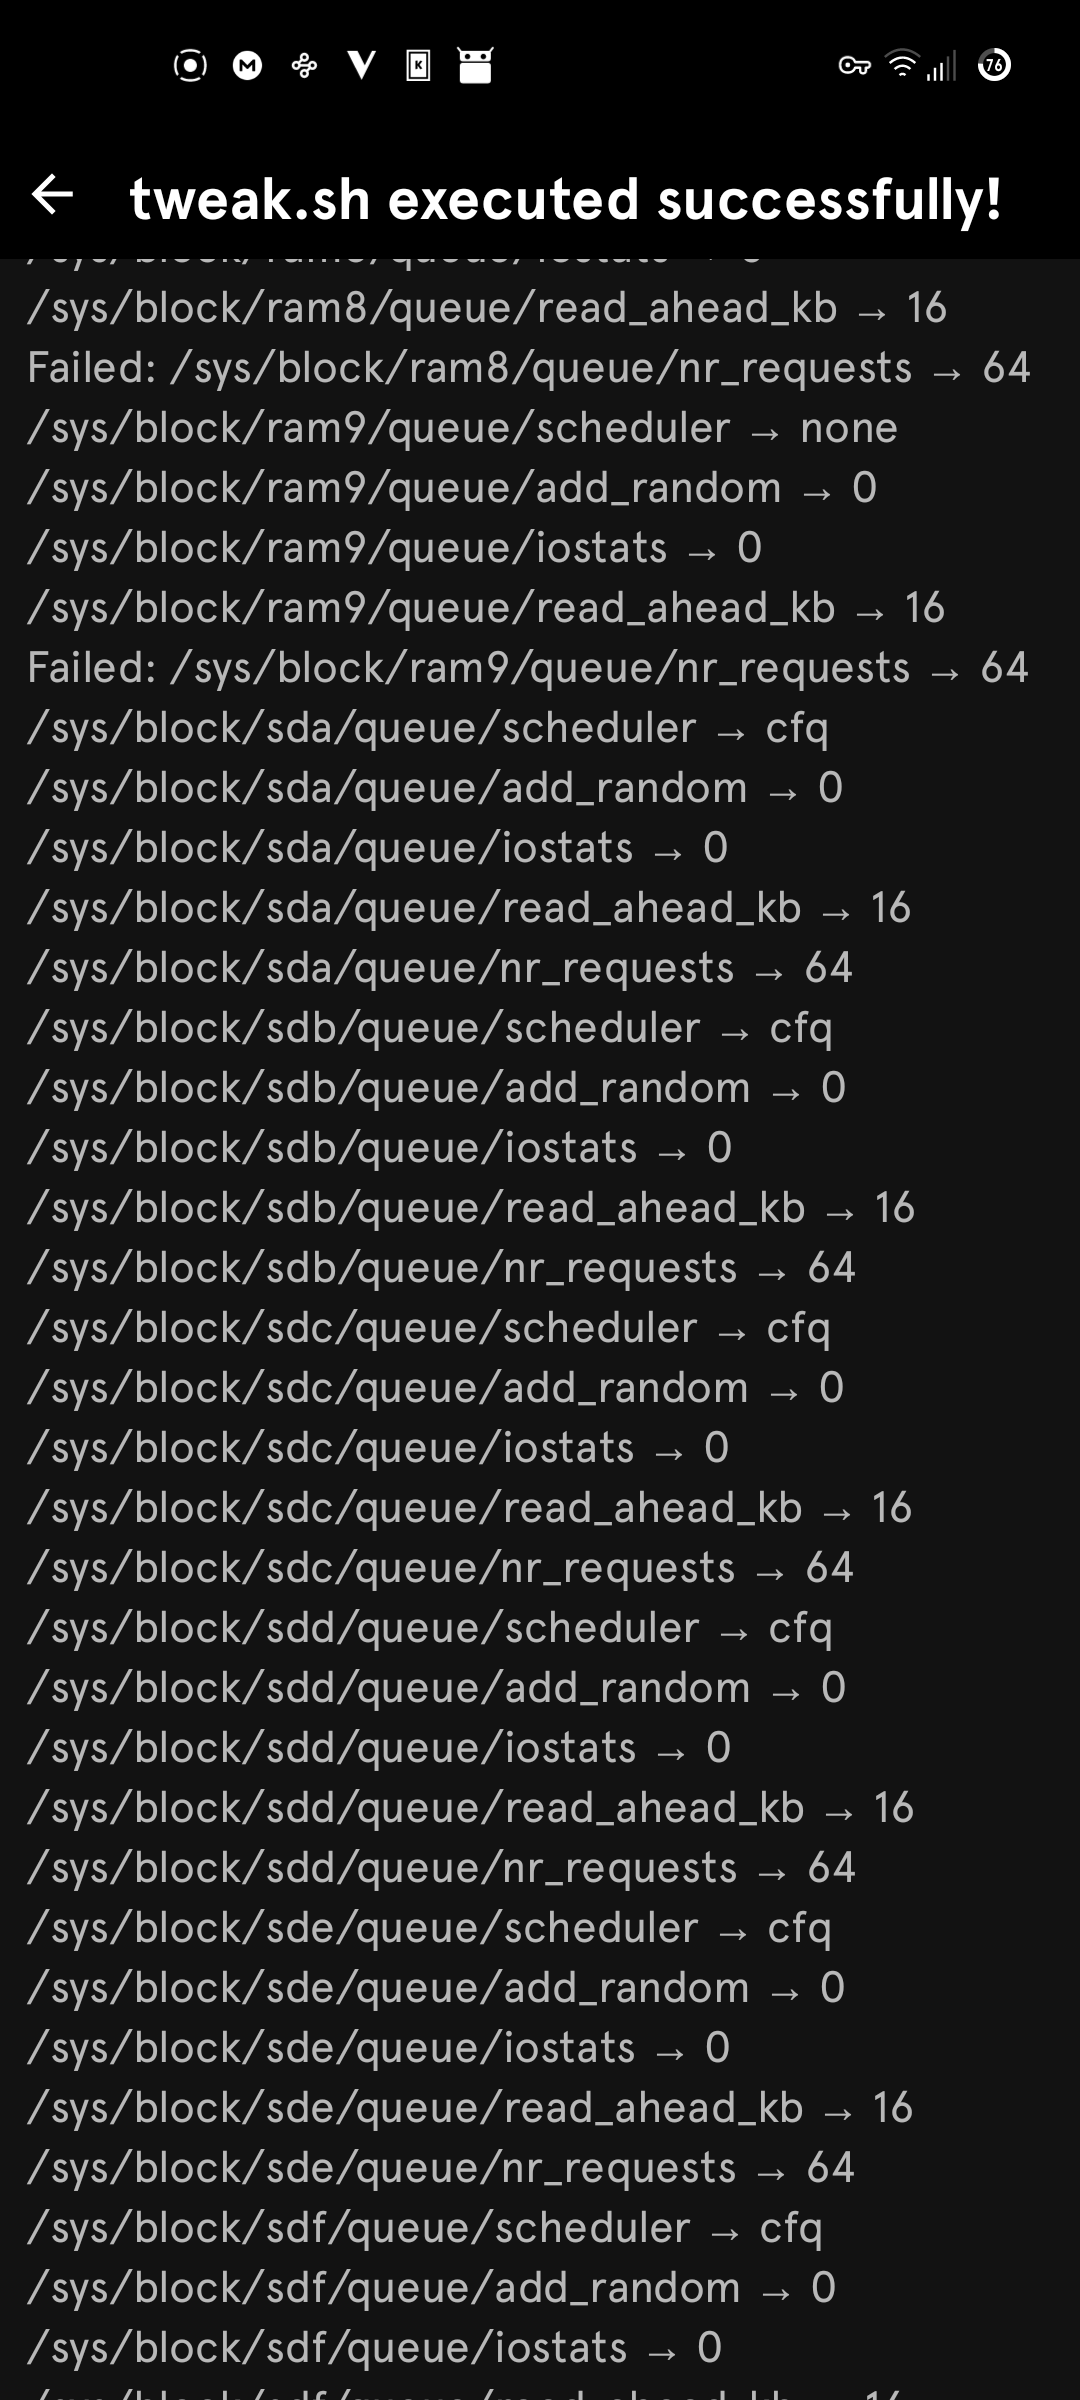 76
tweak.sh executed successfully!
/sys/block/ram8/queue/read_ahead_kb → 16
Failed: /sys/block/ram8/queue/nr_requests → 64
/sys/block/ram9/queue/scheduler → none
/sys/block/ram9/queue/add_random → 0
/sys/block/ram9/queue/iostats → 0
/sys/block/ram9/queue/read_ahead_kb → 16
Failed: /sys/block/ram9/queue/nr_requests → 64
/sys/block/sda/queue/scheduler → cfq
/sys/block/sda/queue/add_random → 0
/sys/block/sda/queue/iostats → 0
/sys/block/sda/queue/read_ahead_kb → 16
/sys/block/sda/queue/nr_requests → 64
/sys/block/sdb/queue/scheduler → cfq
/sys/block/sdb/queue/add_random → 0
/sys/block/sdb/queue/iostats → 0
/sys/block/sdb/queue/read_ahead_kb → 16
/sys/block/sdb/queue/nr_requests → 64
/sys/block/sdc/queue/scheduler → cfq
/sys/block/sdc/queue/add_random → 0
/sys/block/sdc/queue/iostats → 0
/sys/block/sdc/queue/read_ahead_kb → 16
/sys/block/sdc/queue/nr_requests → 64
/sys/block/sdd/queue/scheduler → cfq
/sys/block/sdd/queue/add_random → 0
/sys/block/sdd/queue/iostats → 0
/sys/block/sdd/queue/read_ahead_kb → 16
/sys/block/sdd/queue/nr_requests → 64
/sys/block/sde/queue/scheduler → cfq
/sys/block/sde/queue/add_random → 0
/sys/block/sde/queue/iostats → 0
/sys/block/sde/queue/read_ahead_kb → 16
/sys/block/sde/queue/nr_requests → 64
/sys/block/sdf/queue/scheduler → cfq
/sys/block/sdf/queue/add_random → 0
/sys/block/sdf/queue/iostats → 0